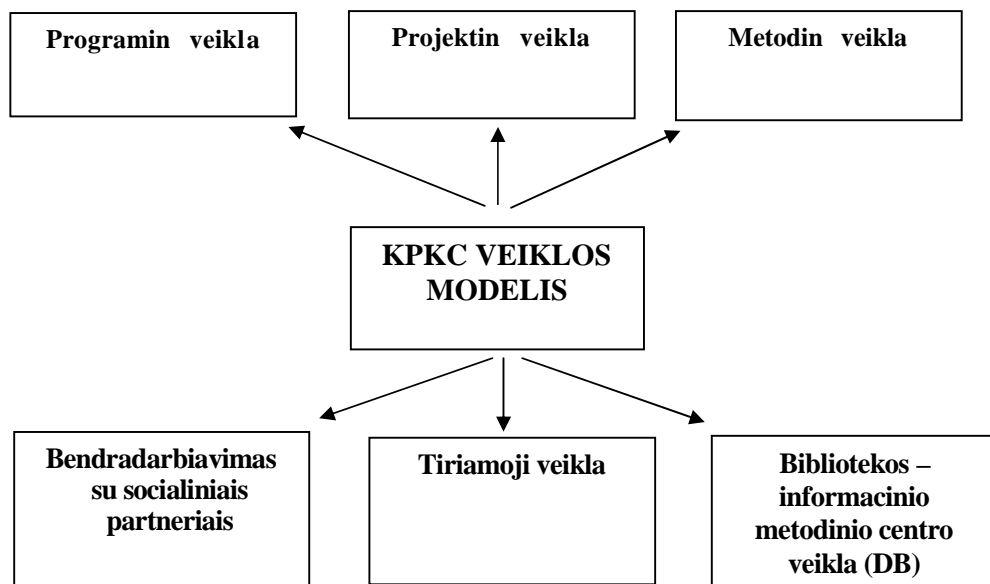 Programin veikla
Projektin veikla
Metodin veikla
KPKC VEIKLOS
MODELIS
Bendradarbiavimas
su socialiniais
partneriais
Tiriamoji veikla
Bibliotekos –
informacinio
metodinio centro
veikla (DB)